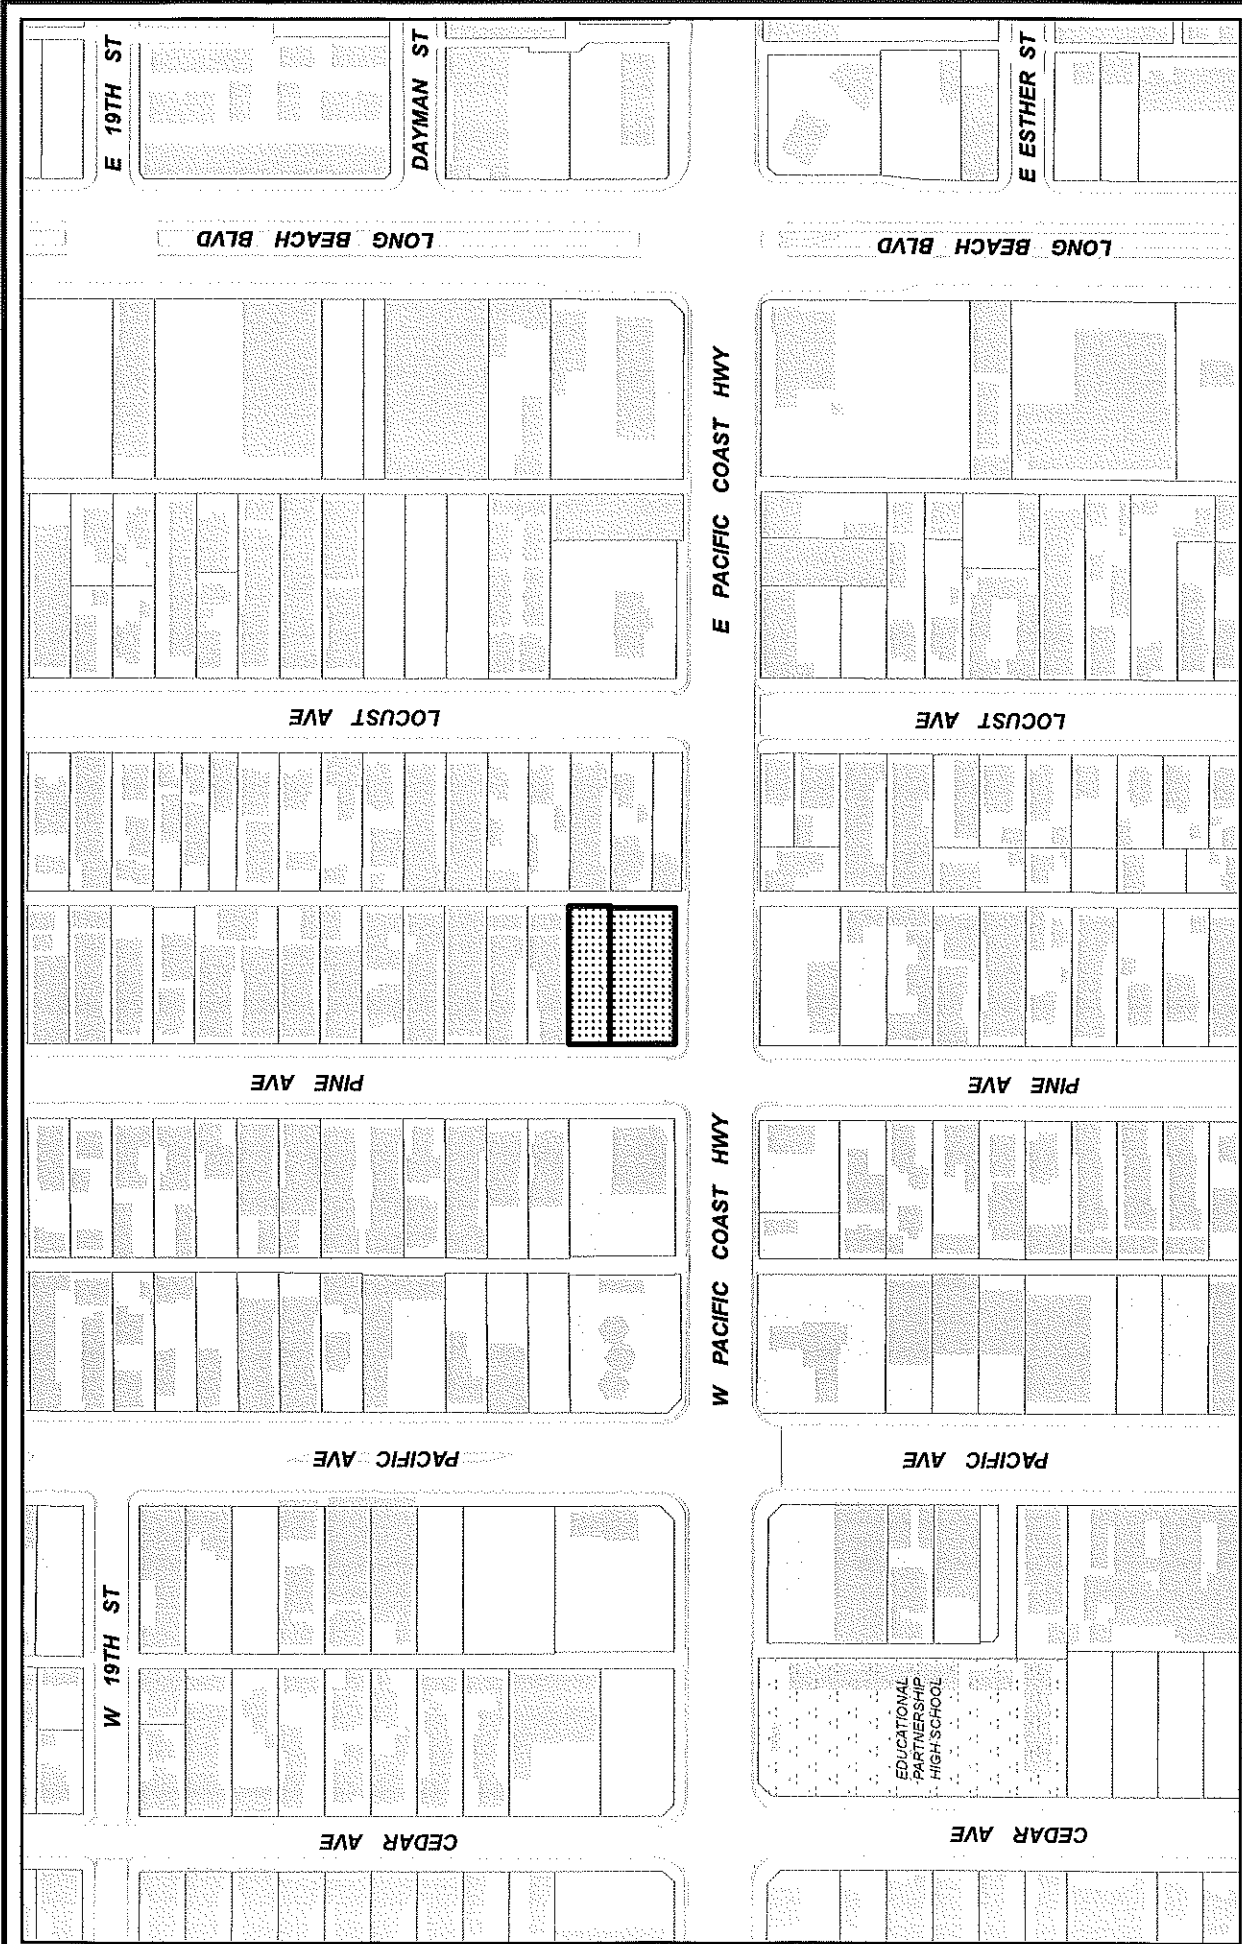 E 19TH ST
DAYMAN ST
E ESTHER ST
LONG BEACH BLVD
LONG BEACH BLVD
E PACIFIC COAST HWY
LOCUST AVE
LOCUST AVE
PINE AVE
PINE AVE
W PACIFIC COAST HWY
PACIFIC AVE
PACIFIC AVE
W 19TH ST
EDUCATIONAL
PARTNERSHIP
HIGH SCHOOL
CEDAR AVE
CEDAR AVE